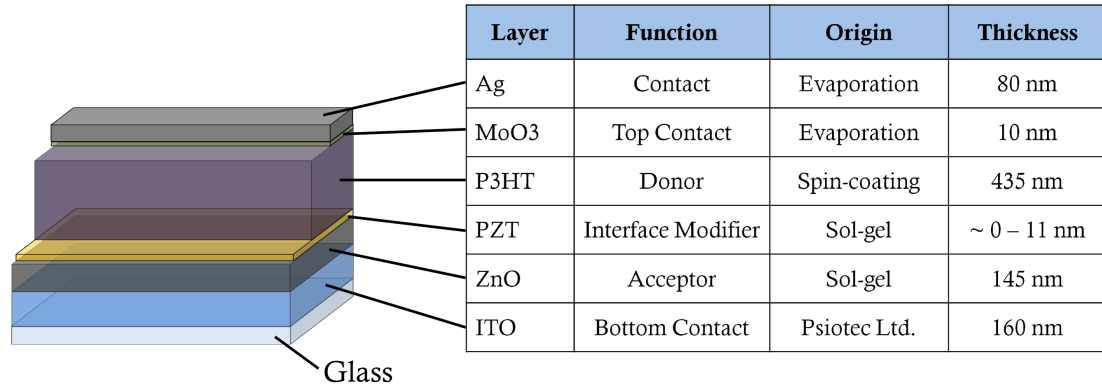 Layer Function Origin Thickness
Ag Contact Evaporation 80 nm
MoO3 Top Contact Evaporation 10 nm
P3HT Donor Spin-coating 435 nm
PZT Interface Modifier Sol-gel ~ 0 – 11 nm
ZnO Acceptor Sol-gel 145 nm
ITO Bottom Contact Psiotec Ltd. 160 nm
Glass